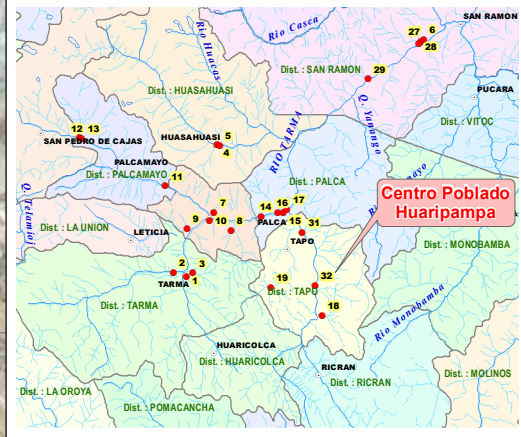 SAN RAMON
27 6
28
Rio Casca
Rio Huacas
Dist. : SAN RAMON
29
Dist. : HUASAHUASI
PUCARA
Q. Yanango
Dist. : VITOC
RIO TARMA
12 13
HUASAHUASI
5
4
SAN PEDRO DE CAJAS
PALCAMAYO
Dist. : PALCAMAYO
11
Dist. : PALCA
Centro Poblado
Huaripampa
7
14 16 17
9
10 8
PALCA 15
31
Dist. : LA UNION
LETICIA
TAPO
Dist. : MONOBAMBA
2 3
TARMA 1
19
32
Dist. : TAPO
Dist. : TARMA
18
Rio Monobamba
HUARICOLCA
Dist. : HUARICOLCA
RICRAN
Dist. : RICRAN
Dist. : MOLINOS
Dist. : LA OROYA
Dist. : POMACANCHA